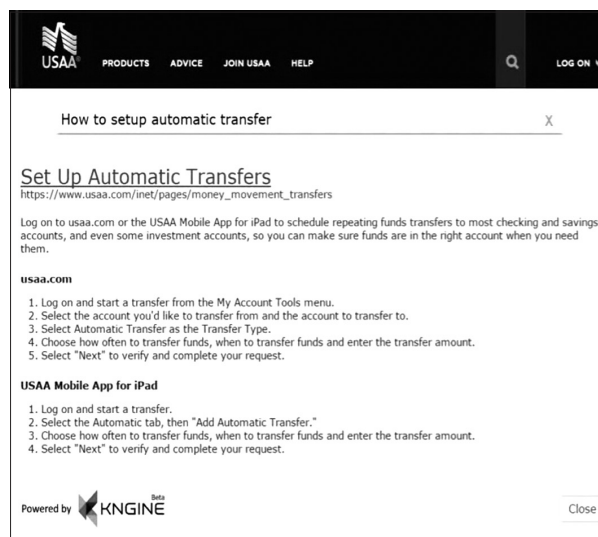 USAA®
PRODUCTS ADVICE JOIN USAA HELP LOG ON
How to setup automatic transfer X
Set Up Automatic Transfers
https://www.usaa.com/inet/pages/money_movement_transfers
Log on to usaa.com or the USAA Mobile App for iPad to schedule repeating funds transfers to most checking and savings
accounts, and even some investment accounts, so you can make sure funds are in the right account when you need
them.
usaa.com
1. Log on and start a transfer from the My Account Tools menu.
2. Select the account you'd like to transfer from and the account to transfer to.
3. Select Automatic Transfer as the Transfer Type.
4. Choose how often to transfer funds, when to transfer funds and enter the transfer amount.
5. Select "Next" to verify and complete your request.
USAA Mobile App for iPad
1. Log on and start a transfer.
2. Select the Automatic tab, then "Add Automatic Transfer."
3. Choose how often to transfer funds, when to transfer funds and enter the transfer amount.
4. Select "Next" to verify and complete your request.
Powered by KNGINE Beta
Close